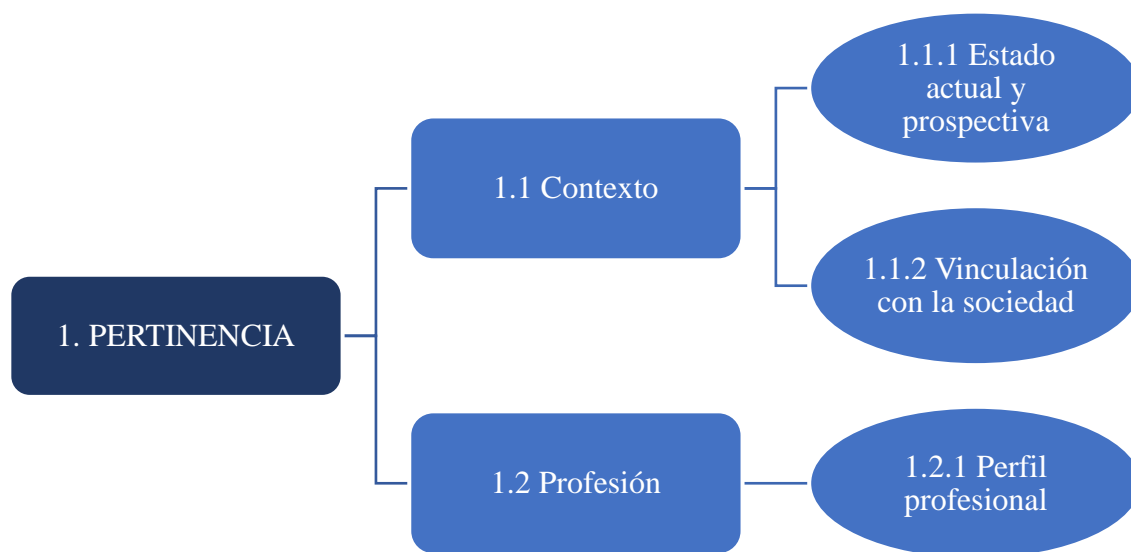 1. PERTINENCIA
1.1 Contexto
1.1.1 Estado
actual y
prospectiva
1.1.2 Vinculación
con la sociedad
1.2 Profesión
1.2.1 Perfil
profesional